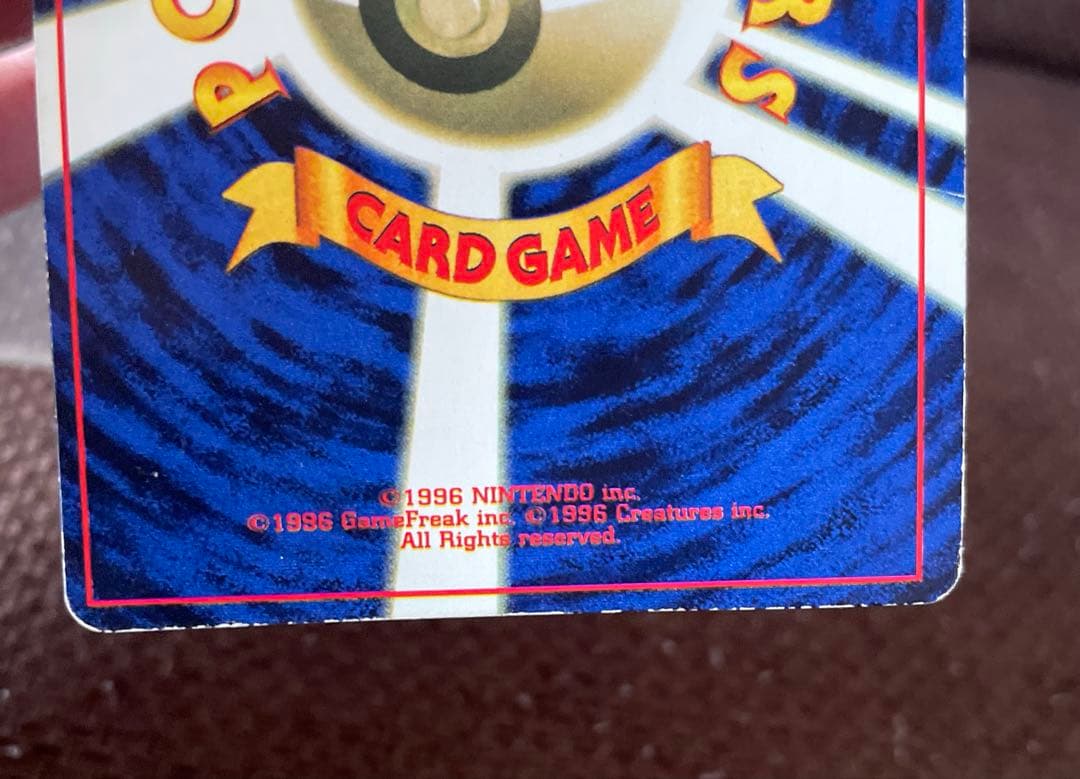 P O
R S
CARD GAME
©1996 NINTENDO inc.
©1996 GameFreak inc. ©1996 Creatures inc.
All Rights reserved.